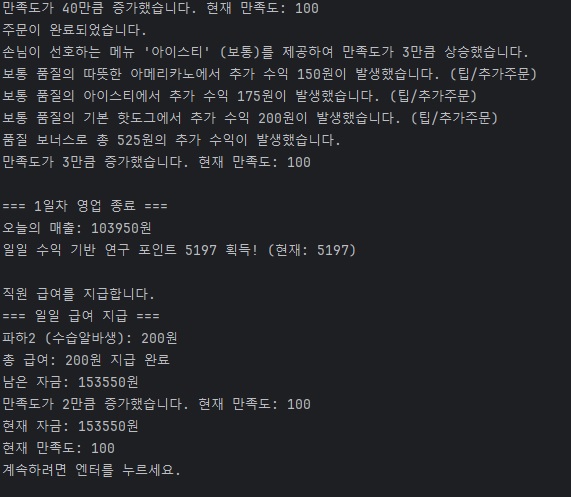 만족도가 40만큼 증가했습니다. 현재 만족도: 100
주문이 완료되었습니다.
손님이 선호하는 메뉴 '아이스티' (보통)를 제공하여 만족도가 3만큼 상승했습니다.
보통 품질의 따뜻한 아메리카노에서 추가 수익 150원이 발생했습니다. (팁/추가주문)
보통 품질의 아이스티에서 추가 수익 175원이 발생했습니다. (팁/추가주문)
보통 품질의 기본 핫도그에서 추가 수익 200원이 발생했습니다. (팁/추가주문)
품질 보너스로 총 525원의 추가 수익이 발생했습니다.
만족도가 3만큼 증가했습니다. 현재 만족도: 100
=== 1일차 영업 종료 ===
오늘의 매출: 103950원
일일 수익 기반 연구 포인트 5197 획득! (현재: 5197)
직원 급여를 지급합니다.
=== 일일 급여 지급 ===
파하2 (수습알바생): 200원
총 급여: 200원 지급 완료
남은 자금: 153550원
만족도가 2만큼 증가했습니다. 현재 만족도: 100
현재 자금: 153550원
현재 만족도: 100
계속하려면 엔터를 누르세요.